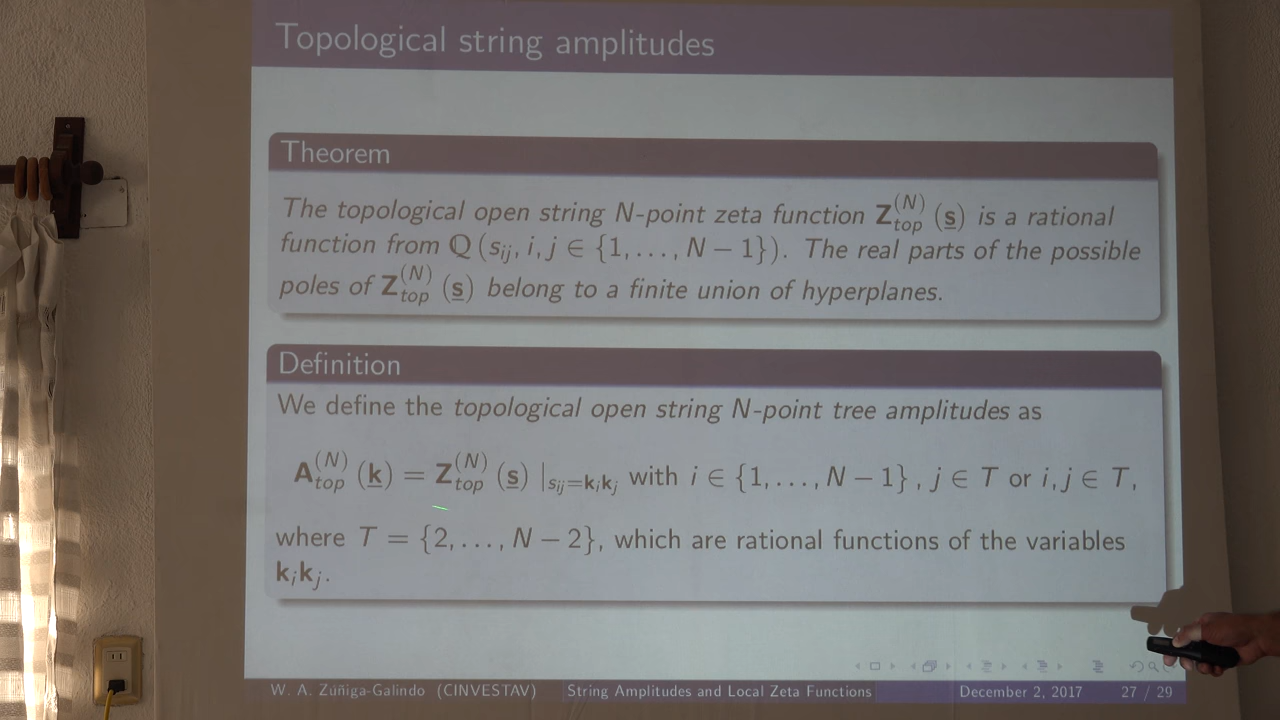 Topological string amplitudes
Theorem
The topological open string N-point zeta function Z_top^(N) (s) is a rational
function from Q (s_ij, i, j ∈ {1, . . . , N − 1}). The real parts of the possible
poles of Z_top^(N) (s) belong to a finite union of hyperplanes.
Definition
We define the topological open string N-point tree amplitudes as
A_top^(N) (k) = Z_top^(N) (s) |_{s_ij=k_i k_j} with i ∈ {1, . . . , N − 1} , j ∈ T or i, j ∈ T,
where T = {2, . . . , N − 2}, which are rational functions of the variables
k_i k_j.
W. A. Zúñiga-Galindo (CINVESTAV) String Amplitudes and Local Zeta Functions December 2, 2017 27 / 29